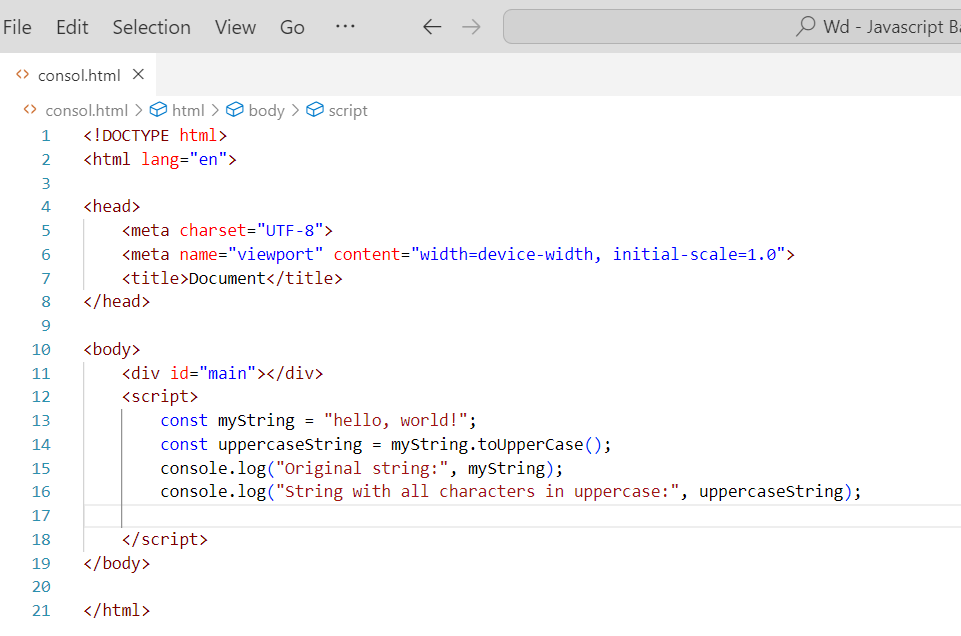 File Edit Selection View Go ··· Wd - Javascript Ba
consol.html
consol.html > html > body > script
1 <!DOCTYPE html>
2 <html lang="en">
3
4 <head>
5     <meta charset="UTF-8">
6     <meta name="viewport" content="width=device-width, initial-scale=1.0">
7     <title>Document</title>
8 </head>
9
10 <body>
11     <div id="main"></div>
12     <script>
13         const myString = "hello, world!";
14         const uppercaseString = myString.toUpperCase();
15         console.log("Original string:", myString);
16         console.log("String with all characters in uppercase:", uppercaseString);
17
18     </script>
19 </body>
20
21 </html>